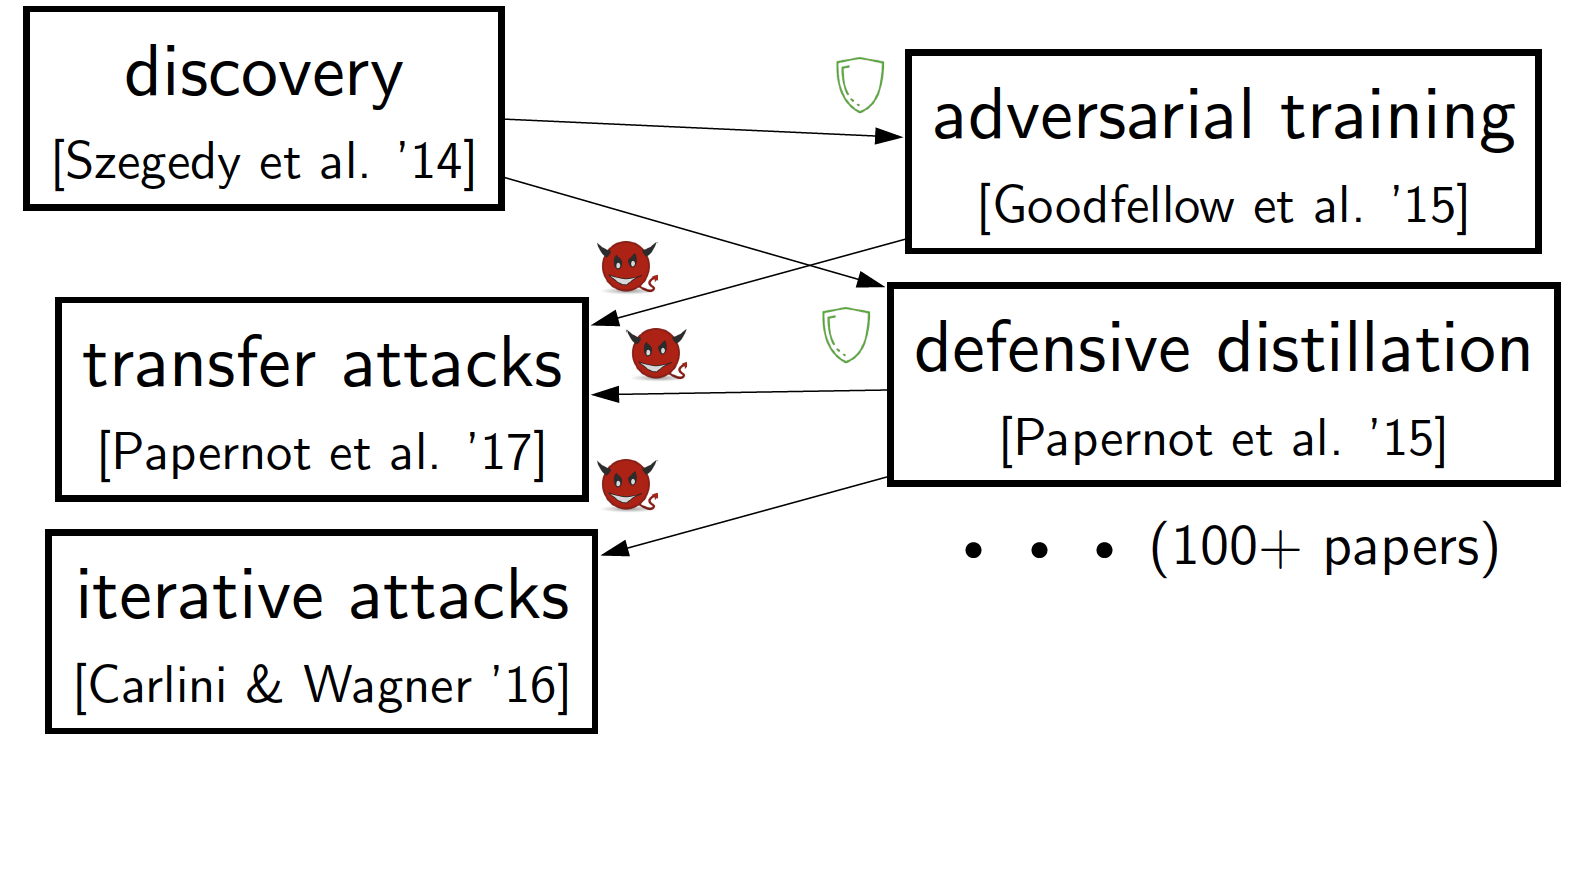 discovery
[Szegedy et al. ’14]
adversarial training
[Goodfellow et al. ’15]
transfer attacks
[Papernot et al. ’17]
defensive distillation
[Papernot et al. ’15]
• • • (100+ papers)
iterative attacks
[Carlini & Wagner ’16]